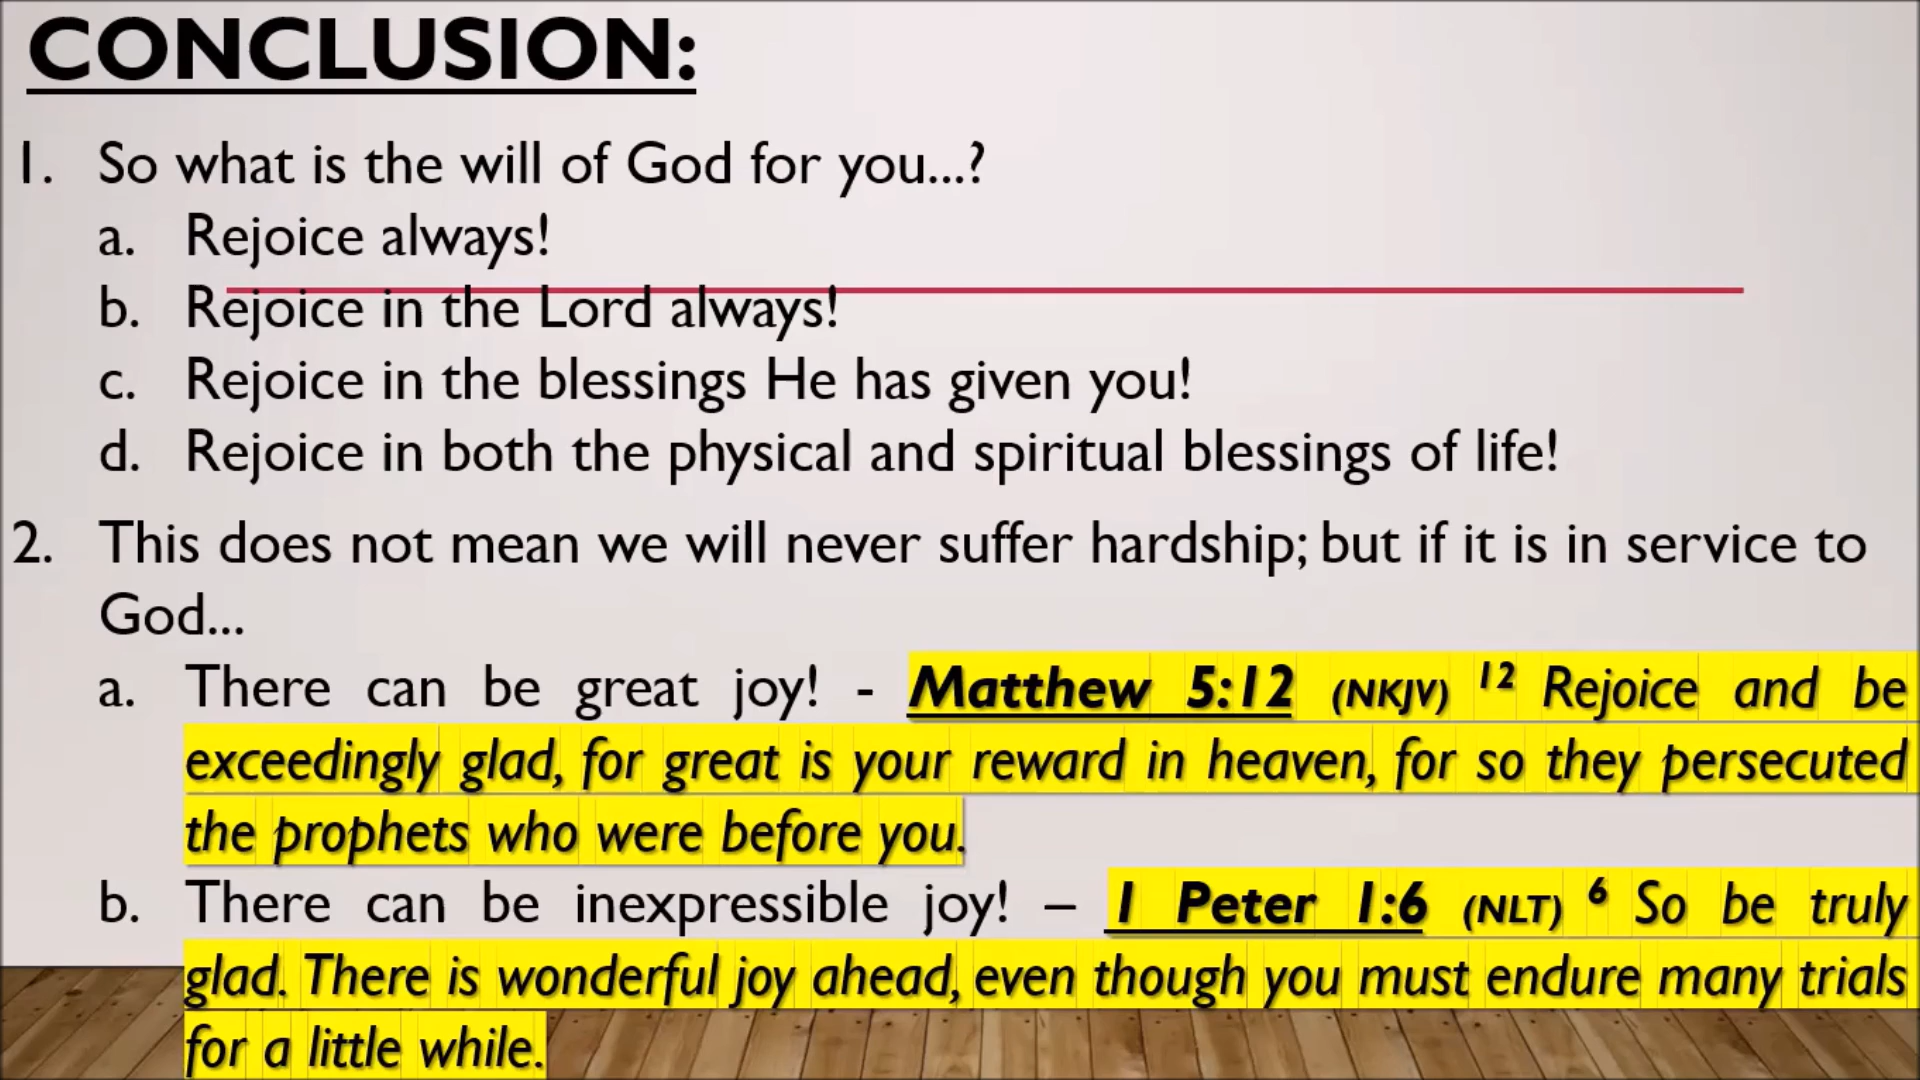 CONCLUSION:
1. So what is the will of God for you...?
a. Rejoice always!
b. Rejoice in the Lord always!
c. Rejoice in the blessings He has given you!
d. Rejoice in both the physical and spiritual blessings of life!
2. This does not mean we will never suffer hardship; but if it is in service to
God...
a. There can be great joy! - Matthew 5:12 (NKJV) 12 Rejoice and be
exceedingly glad, for great is your reward in heaven, for so they persecuted
the prophets who were before you.
b. There can be inexpressible joy! – 1 Peter 1:6 (NLT) 6 So be truly
glad. There is wonderful joy ahead, even though you must endure many trials
for a little while.